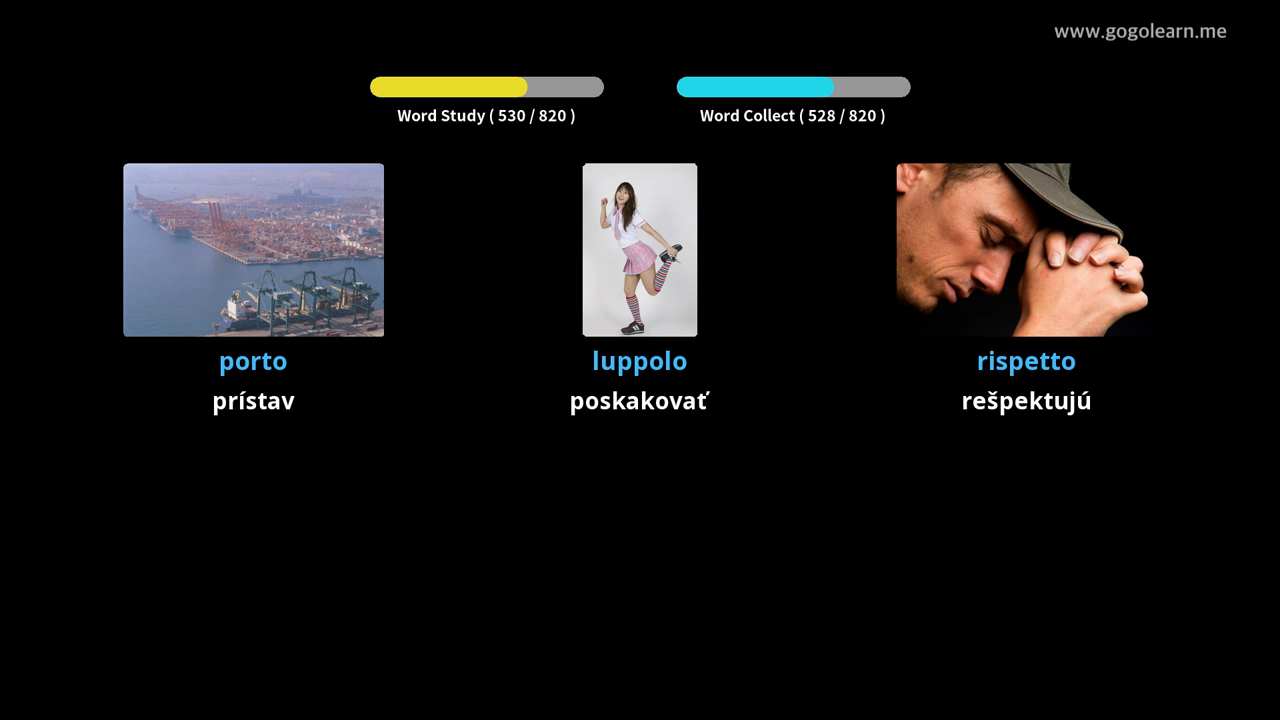 www.gogolearn.me
Word Study ( 530 / 820 )
Word Collect ( 528 / 820 )
porto
prístav
luppolo
poskakovať
rispetto
rešpektujú